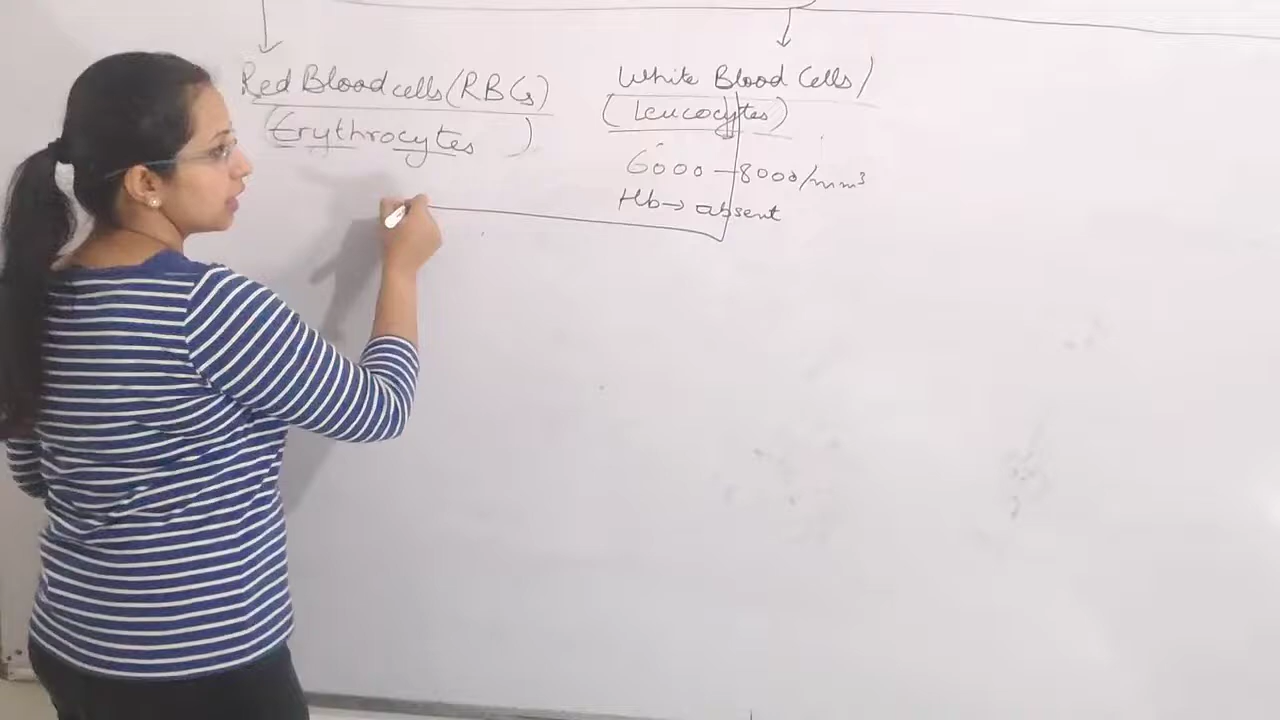 Red Blood cells (RBCs)
(Erythrocytes )
White Blood Cells /
( Leucocytes )
6000 - 8000/mm³
Hb → absent